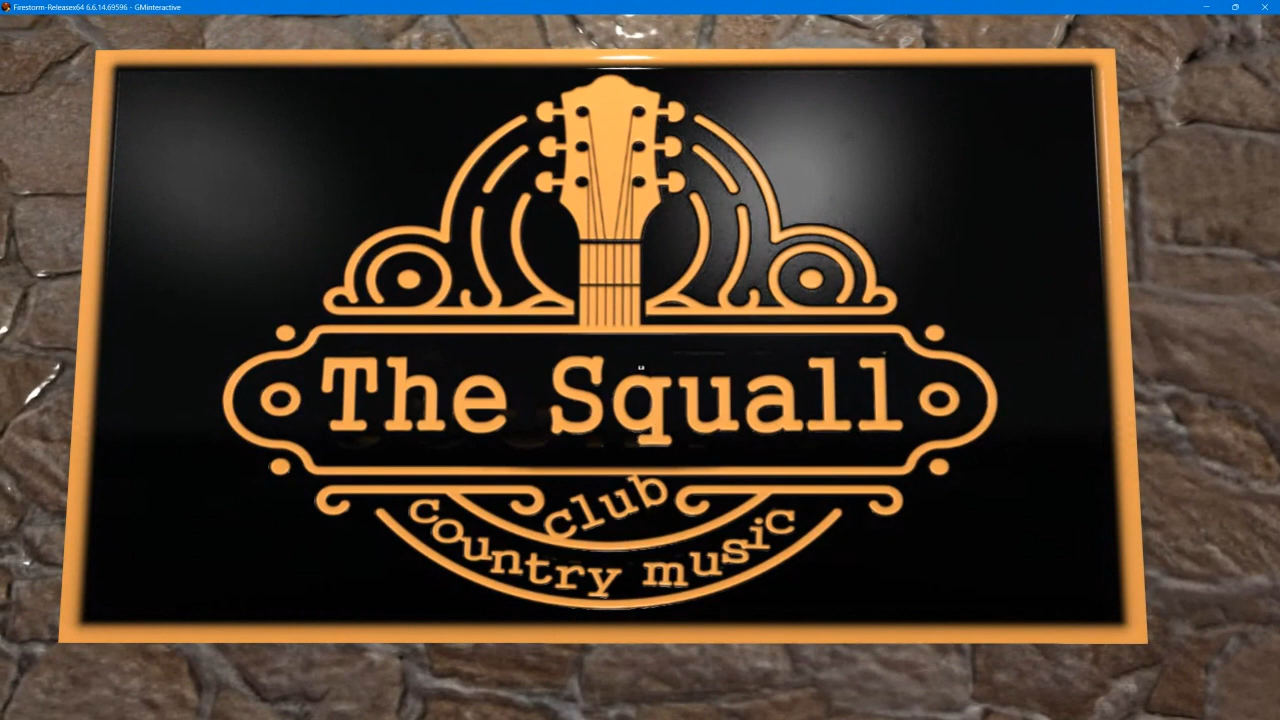 Firestorm-Releasex64 6.6.14.69596 - GMinteractive
The Squall
club
country music